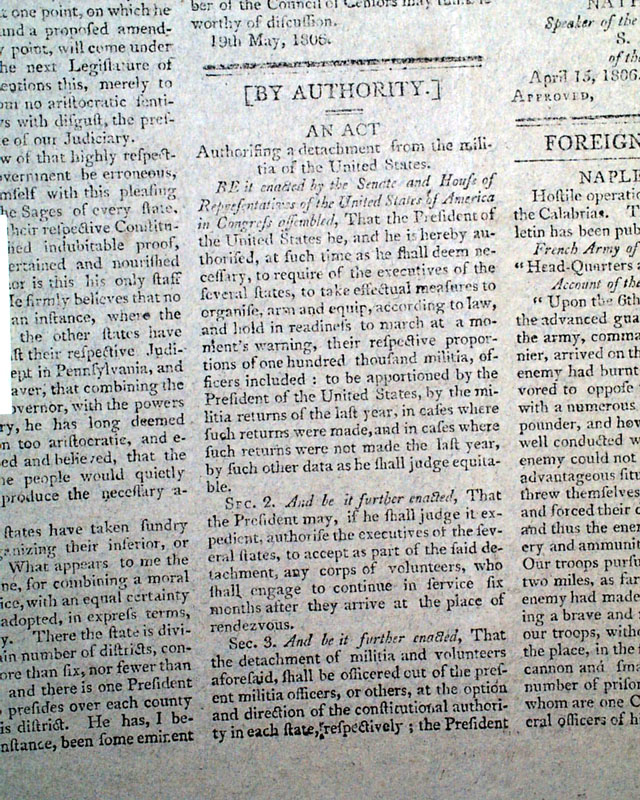 one point, on which he
and a proposed amend-
point, will come under
he next Legiſlature of
this, merely to
om no ariſtocratic ſenti-
s with diſguſt, the preſ-
e of our Judiciary.
w of that highly reſpect-
overnment be erroneous,
mſelf with this pleaſing
he Sages of every ſtate.
their reſpective Conſtitu-
indubitable proof,
ertained and nouriſhed
or is this his only ſtaff
He firmly believes that no
an inſtance, where the
the other ſtates have
ſt their reſpective Judi-
ept in Pennſylvania, and
aver, that combining the
overnor, with the powers
ry, he has long deemed
n too ariſtocratic, and e-
ed and believed, that the
e people would quietly
produce the neceſſary a-
ſtates have taken ſundry
ganizing their inferior, or
What appears to me the
ne, for combining a moral
ice, with an equal certainty
adopted, in expreſs terms,
y. There the ſtate is divi-
in number of diſtricts, con-
ore than ſix, nor fewer than
and there is one Preſident
preſides over each county
is diſtrict. He has, I be-
nſtance, been ſome eminent
ber of the Council of Cenſors may
worthy of diſcuſſion.
19th May, 1806.
[BY AUTHORITY.]
AN ACT
Authoriſing a detachment from the mili-
tia of the United States.
BE it enacted by the Senate and Houſe of
Repreſentatives of the United States of America
in Congreſs aſſembled, That the Preſident of
the United States be, and he is hereby au-
thoriſed, at ſuch time as he ſhall deem ne-
ceſſary, to require of the executives of the
ſeveral ſtates, to take effectual meaſures to
organiſe, arm and equip, according to law,
and hold in readineſs to march at a mo-
ment's warning, their reſpective propor-
tions of one hundred thouſand militia, of-
ficers included : to be apportioned by the
Preſident of the United States, by the mi-
litia returns of the laſt year, in caſes where
ſuch returns were made, and in caſes where
ſuch returns were not made the laſt year,
by ſuch other data as he ſhall judge equita-
ble.
Sec. 2. And be it further enacted, That
the Preſident may, if he ſhall judge it ex-
pedient, authoriſe the executives of the ſev-
eral ſtates, to accept as part of the ſaid de-
tachment, any corps of volunteers, who
ſhall engage to continue in ſervice ſix
months after they arrive at the place of
rendezvous.
Sec. 3. And be it further enacted, That
the detachment of militia and volunteers
aforeſaid, ſhall be officered out of the preſ-
ent militia officers, or others, at the option
and direction of the conſtitutional authori-
ty in each ſtate, reſpectively ; the Preſident
Speaker of the
S.
of the
April 15, 1806.
APPROVED,
FOREIGN
NAPLE
Hoſtile operatio
the Calabrias. T
letin has been pub
French Army of
"Head-Quarters
Account of the
" Upon the 6th
the advanced gua
the army, comma
nier, arrived on th
enemy had burnt
vored to oppoſe
with a numerous
pounder, and how
well conducted w
enemy could not
advantageous ſitu
threw themſelves
and forced their c
and thus the enem
ery and ammunit
Our troops purſu
two miles, as far
enemy had made
ing a brave and
our troops, with
the place, in the
cannon and ſma
number of priſon
whom are one C
eral officers of h